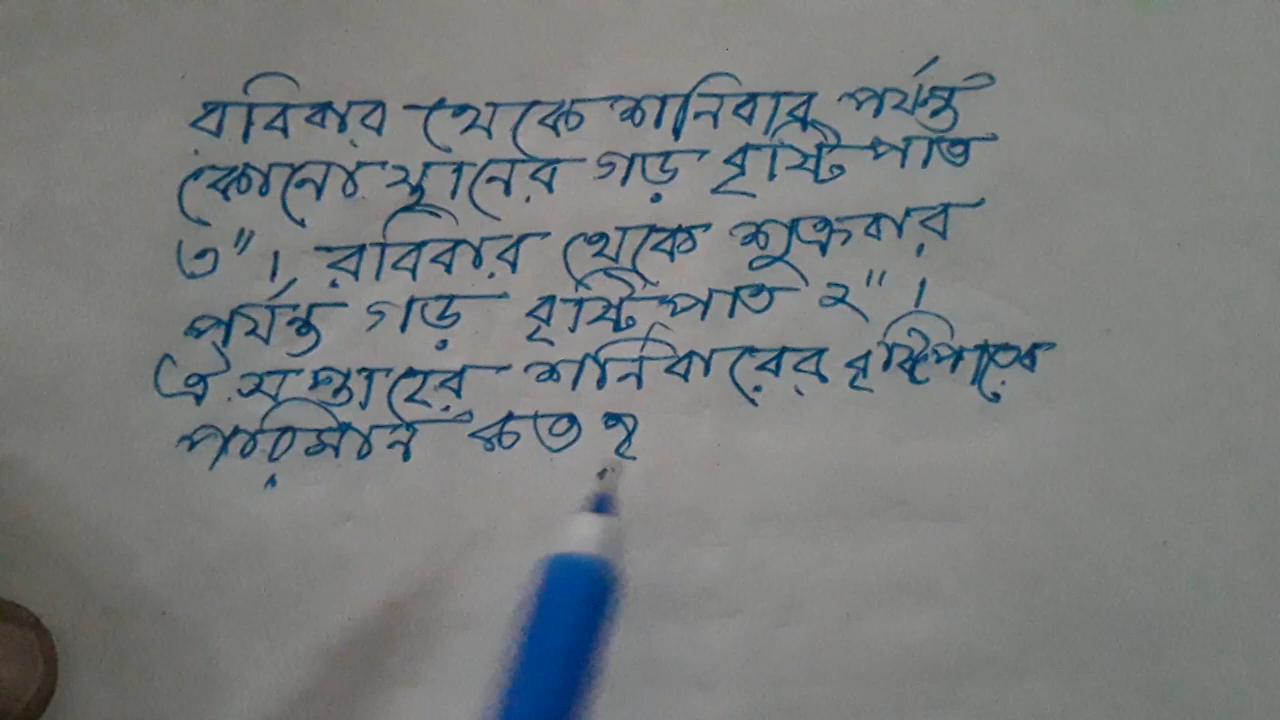 রবিবার থেকে শনিবার পর্যন্ত
কোনো স্থানের গড় বৃষ্টিপাত
৩"। রবিবার থেকে শুক্রবার
পর্যন্ত গড় বৃষ্টিপাত ২"।
ঐ সপ্তাহের শনিবারের বৃষ্টিপাতের
পরিমান কত